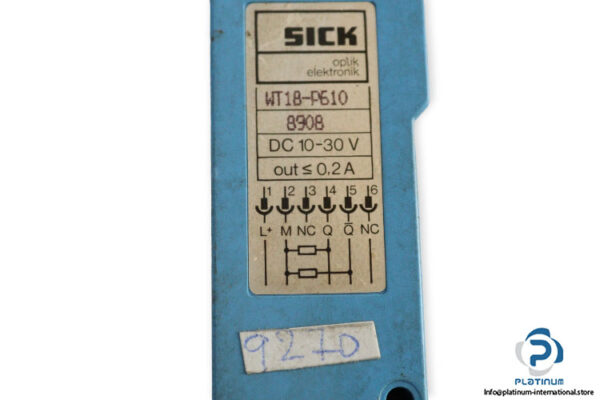 SICK
optik
elektronik
WT18-P610
8908
DC 10-30 V
out ≤ 0,2 A
1 2 3 4 5 6
L+ M NC Q Q̅ NC
9270
PLATINUM
Info@platinum-international.store